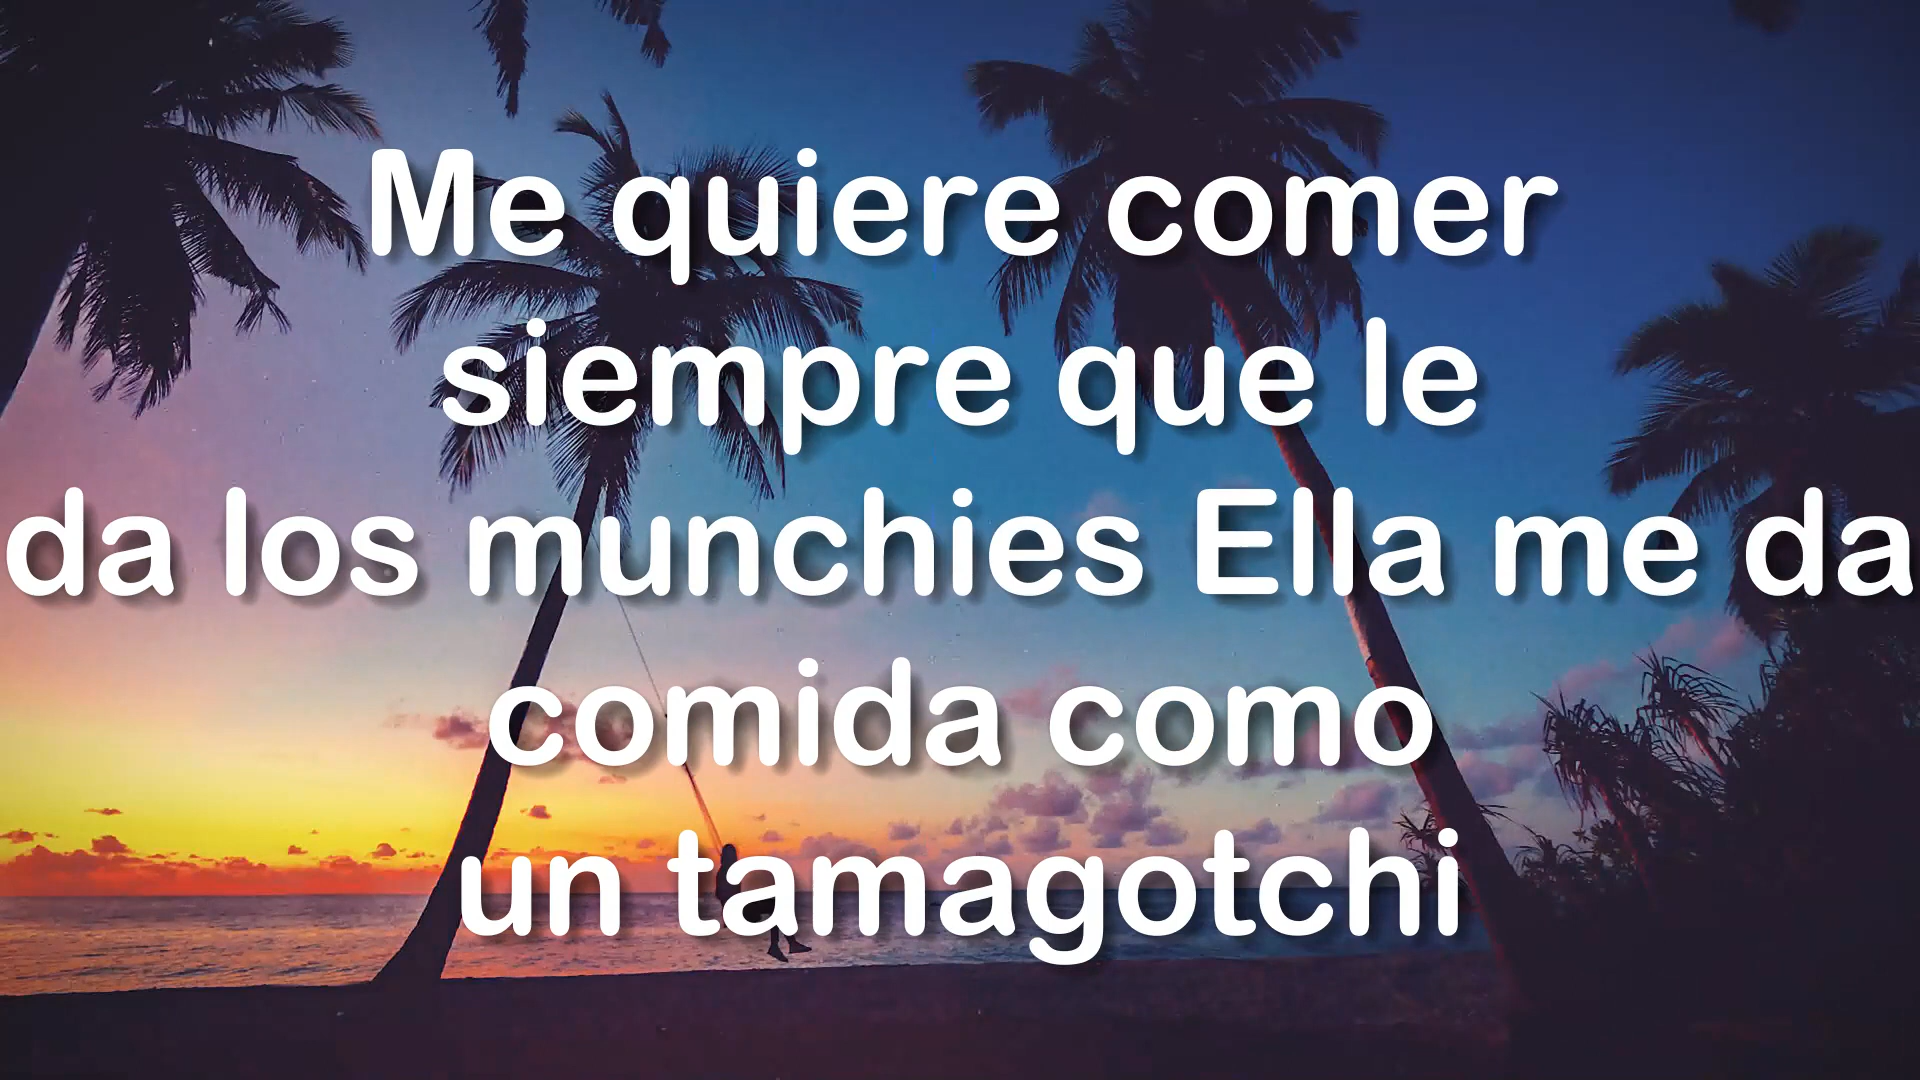 Me quiere comer
siempre que le
da los munchies Ella me da
comida como
un tamagotchi